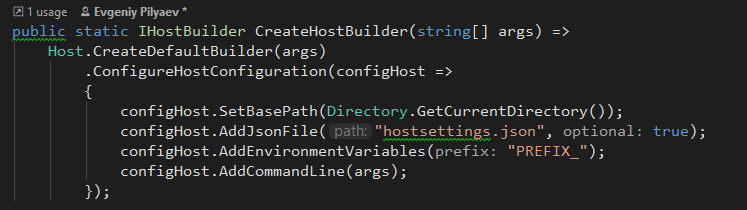 1 usage Evgeniy Pilyaev *
public static IHostBuilder CreateHostBuilder(string[] args) =>
Host.CreateDefaultBuilder(args)
.ConfigureHostConfiguration(configHost =>
{
configHost.SetBasePath(Directory.GetCurrentDirectory());
configHost.AddJsonFile( path: "hostsettings.json", optional: true);
configHost.AddEnvironmentVariables(prefix: "PREFIX_");
configHost.AddCommandLine(args);
});